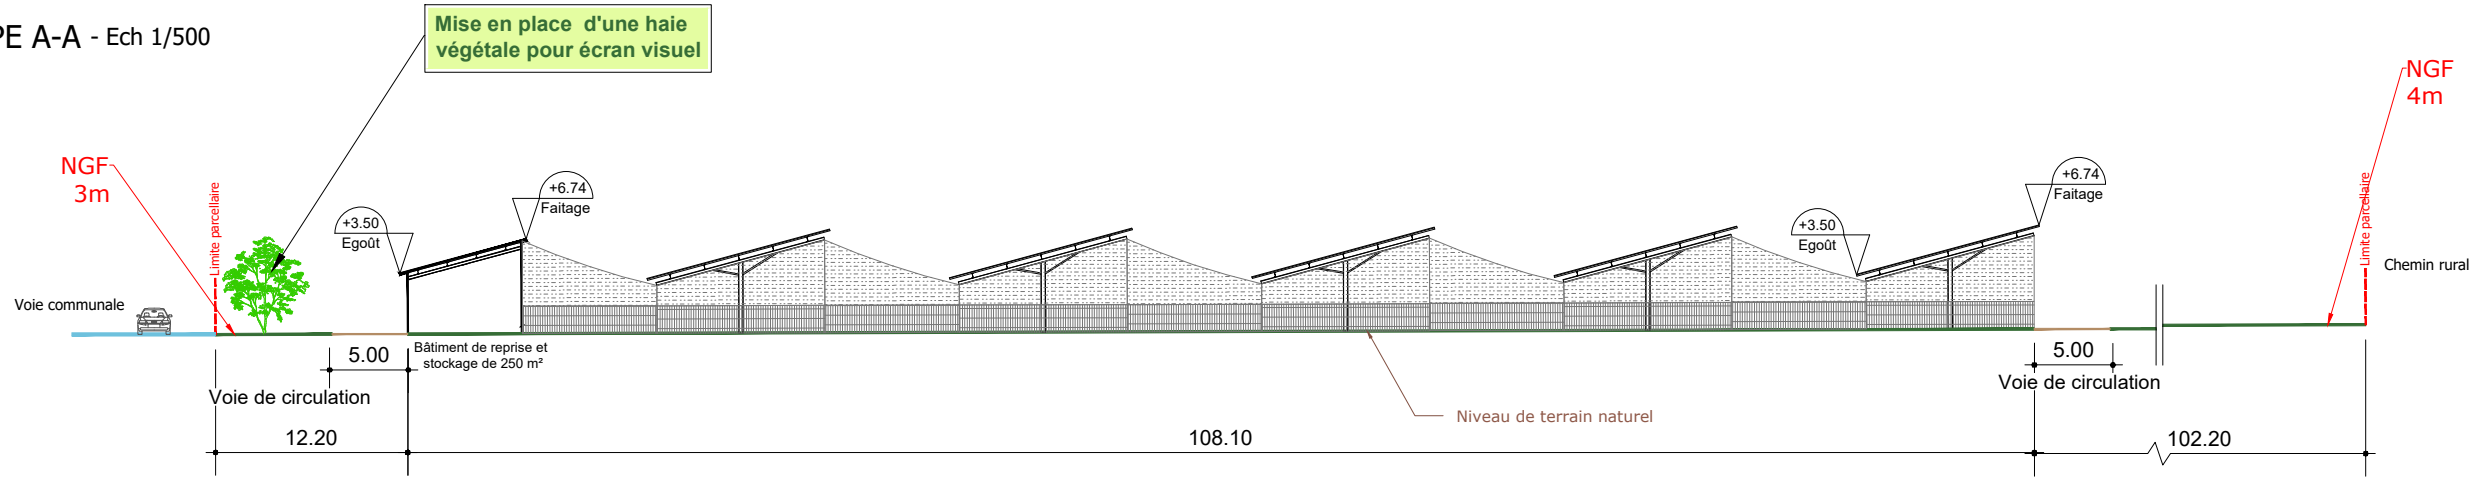 PE A-A - Ech 1/500
Mise en place d'une haie
végétale pour écran visuel
NGF
4m
NGF
3m
Limite parcellaire
+3.50
Egoût
+6.74
Faitage
+3.50
Egoût
+6.74
Faitage
Limite parcellaire
Chemin rural
Voie communale
5.00
Bâtiment de reprise et
stockage de 250 m²
5.00
Voie de circulation
Voie de circulation
Niveau de terrain naturel
12.20
108.10
102.20